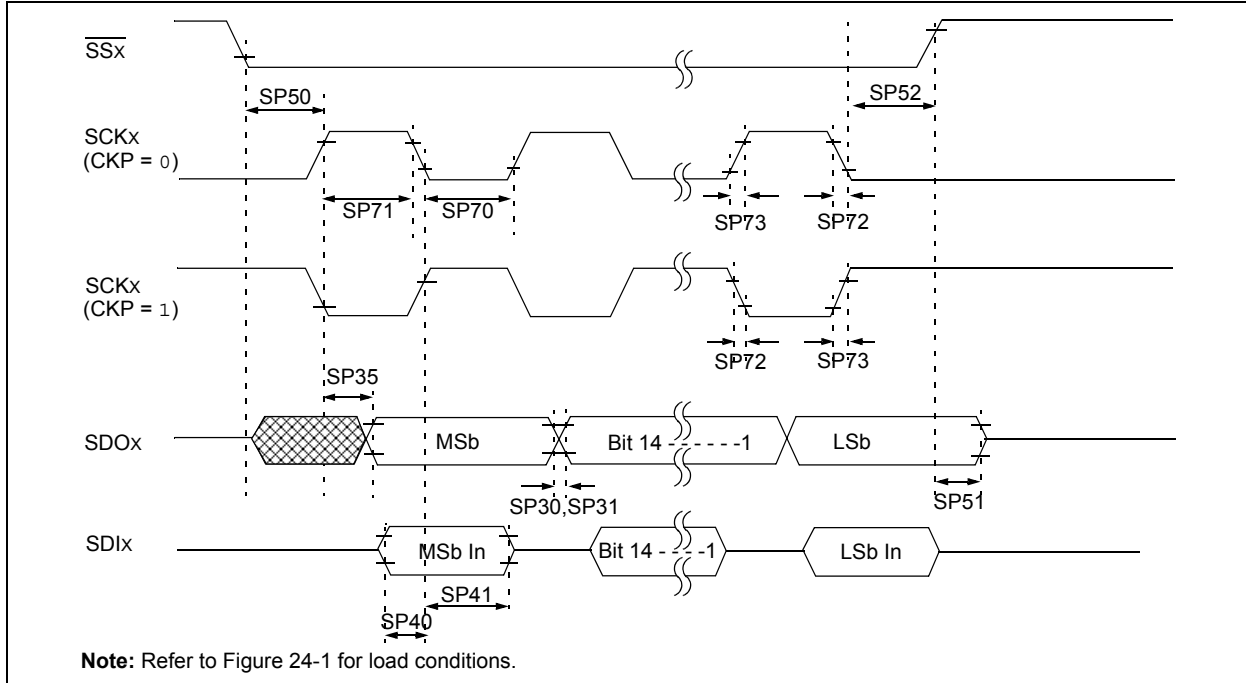 SSx
SP50
SP52
SCKx
(CKP = 0)
SP71
SP70
SP73
SP72
SCKx
(CKP = 1)
SP72
SP73
SP35
SDOx
MSb
Bit 14 - - - - - -1
LSb
SP30,SP31
SP51
SDIx
MSb In
Bit 14 - - - -1
LSb In
SP41
SP40
Note: Refer to Figure 24-1 for load conditions.